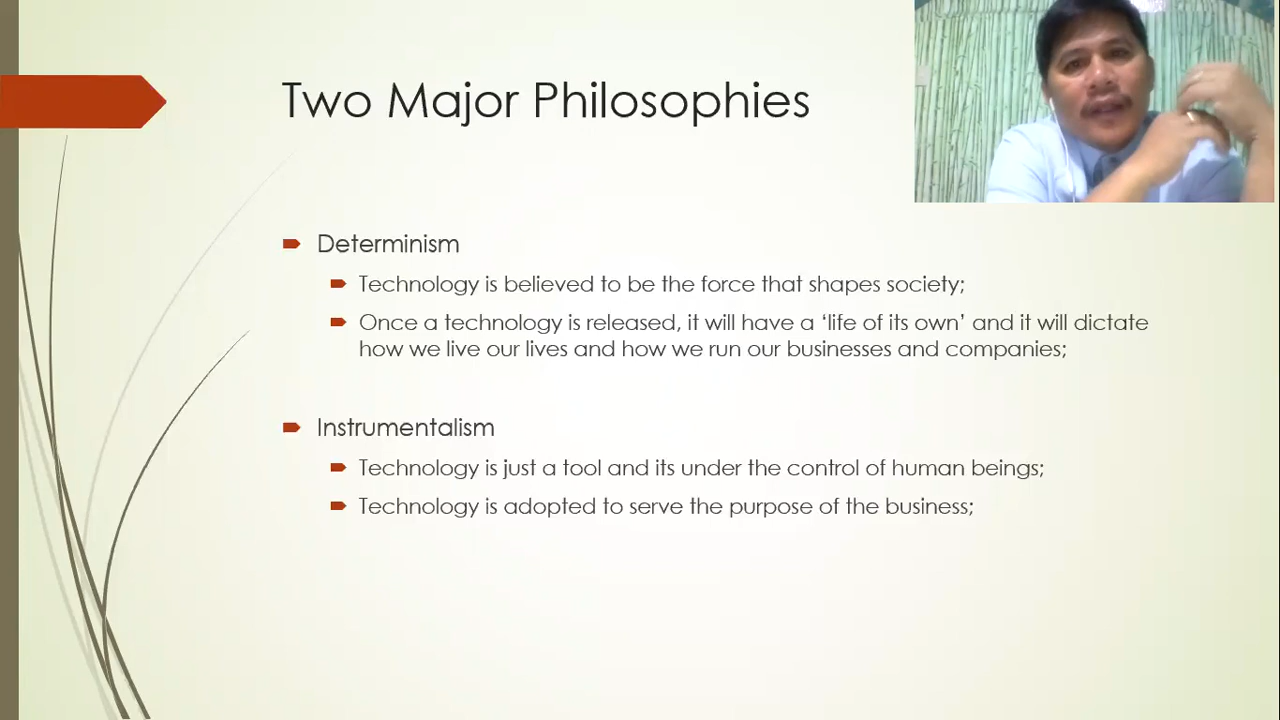 Two Major Philosophies
Determinism
Technology is believed to be the force that shapes society;
Once a technology is released, it will have a ‘life of its own’ and it will dictate
how we live our lives and how we run our businesses and companies;
Instrumentalism
Technology is just a tool and its under the control of human beings;
Technology is adopted to serve the purpose of the business;